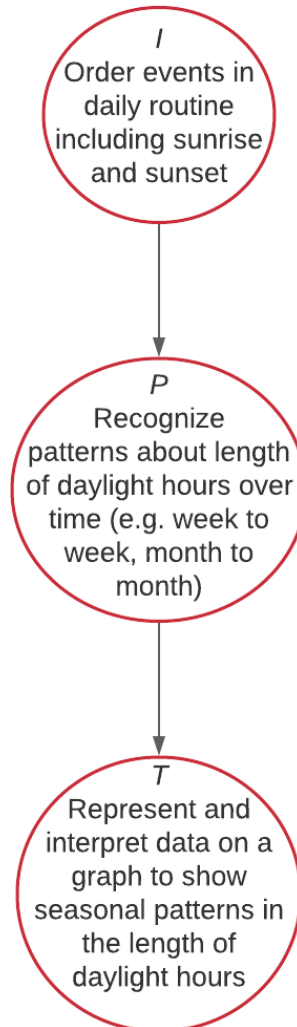 I
Order events in
daily routine
including sunrise
and sunset
P
Recognize
patterns about length
of daylight hours over
time (e.g. week to
week, month to
month)
T
Represent and
interpret data on a
graph to show
seasonal patterns in
the length of
daylight hours